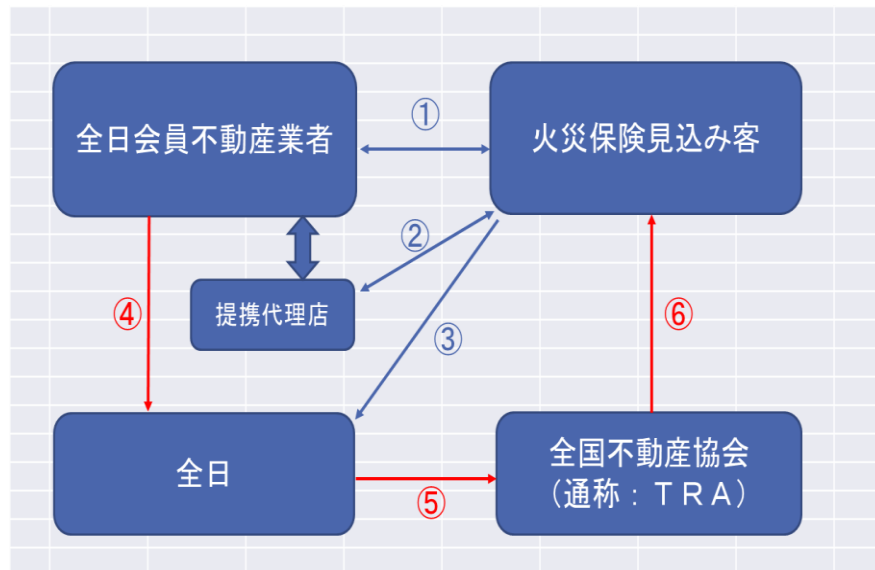 全日会員不動産業者
①
火災保険見込み客
②
提携代理店
④
③
⑥
全日
⑤
全国不動産協会
（通称：ＴＲＡ）